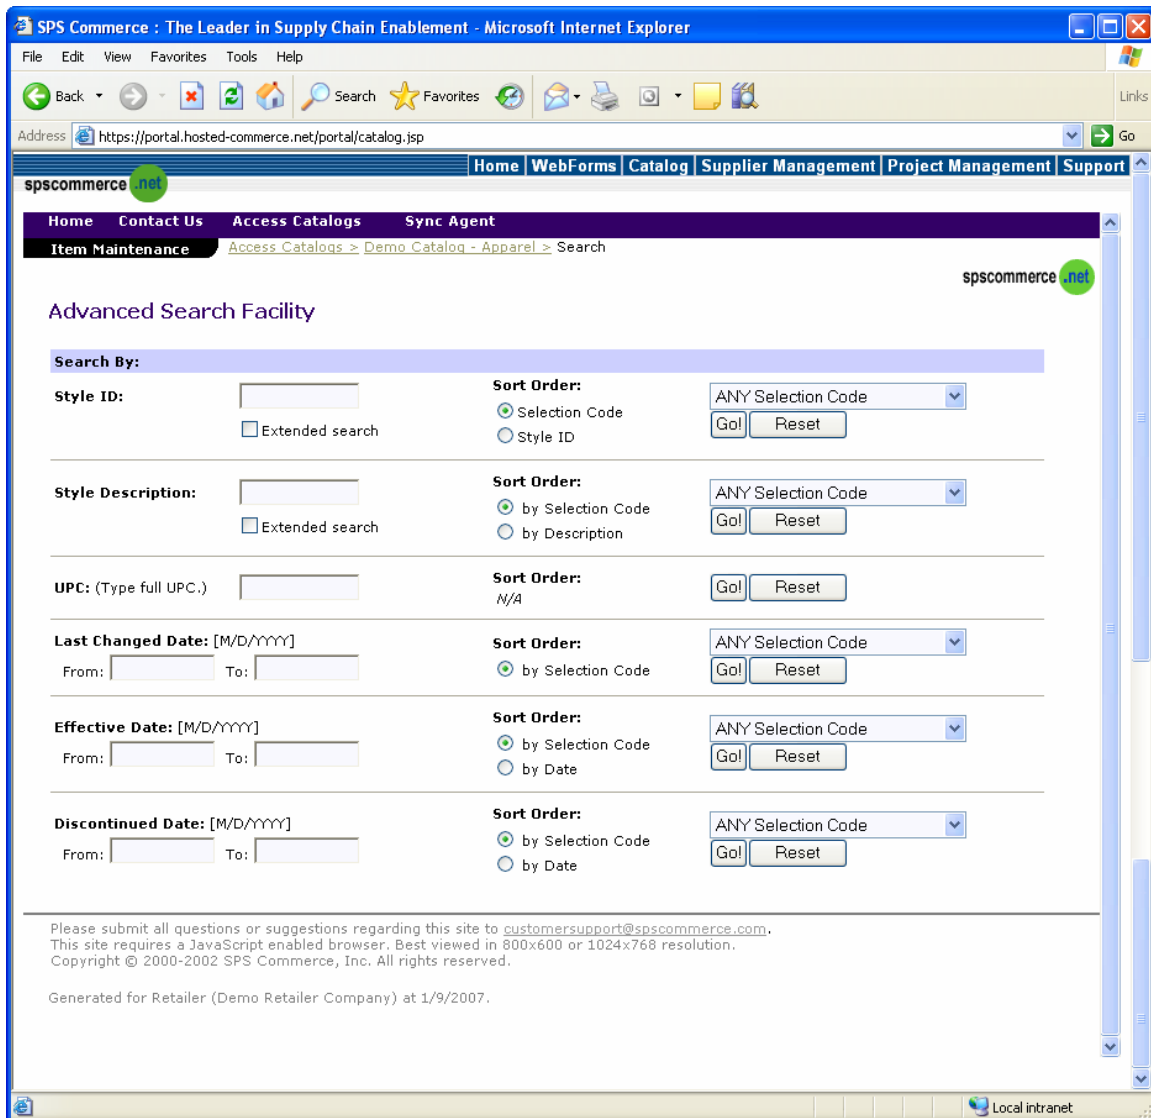 SPS Commerce : The Leader in Supply Chain Enablement - Microsoft Internet Explorer
File Edit View Favorites Tools Help
Back Search Favorites Links
Address https://portal.hosted-commerce.net/portal/catalog.jsp Go
Home | WebForms | Catalog | Supplier Management | Project Management | Support
spscommerce .net
Home Contact Us Access Catalogs Sync Agent
Item Maintenance Access Catalogs > Demo Catalog - Apparel > Search
spscommerce .net
Advanced Search Facility
Search By:
Style ID: Sort Order: ANY Selection Code
Selection Code Go! Reset
Extended search Style ID
Style Description: Sort Order: ANY Selection Code
by Selection Code Go! Reset
Extended search by Description
UPC: (Type full UPC.) Sort Order: Go! Reset
N/A
Last Changed Date: [M/D/YYYY] Sort Order: ANY Selection Code
From: To: by Selection Code Go! Reset
Effective Date: [M/D/YYYY] Sort Order: ANY Selection Code
From: To: by Selection Code Go! Reset
by Date
Discontinued Date: [M/D/YYYY] Sort Order: ANY Selection Code
From: To: by Selection Code Go! Reset
by Date
Please submit all questions or suggestions regarding this site to customersupport@spscommerce.com.
This site requires a JavaScript enabled browser. Best viewed in 800x600 or 1024x768 resolution.
Copyright © 2000-2002 SPS Commerce, Inc. All rights reserved.
Generated for Retailer (Demo Retailer Company) at 1/9/2007.
Local intranet